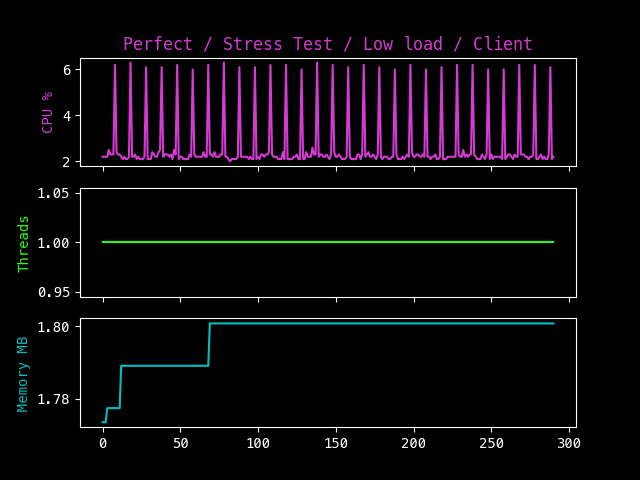 Perfect / Stress Test / Low load / Client
CPU %
6
4
2
Threads
1.05
1.00
0.95
Memory MB
1.80
1.78
0 50 100 150 200 250 300